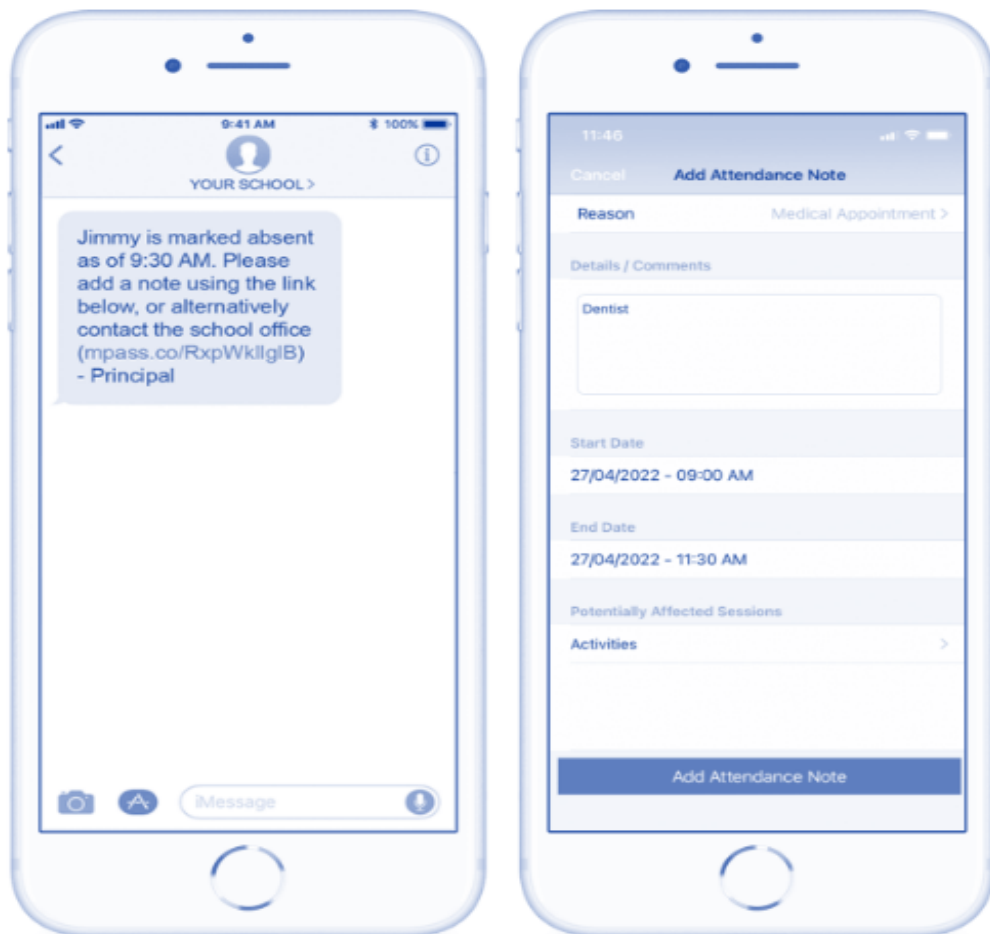 9:41 AM
100%
YOUR SCHOOL >
Jimmy is marked absent
as of 9:30 AM. Please
add a note using the link
below, or alternatively
contact the school office
(mpass.co/RxpWkllglB)
- Principal
iMessage
11:46
Cancel
Add Attendance Note
Reason
Medical Appointment >
Details / Comments
Dentist
Start Date
27/04/2022 - 09:00 AM
End Date
27/04/2022 - 11:30 AM
Potentially Affected Sessions
Activities >
Add Attendance Note